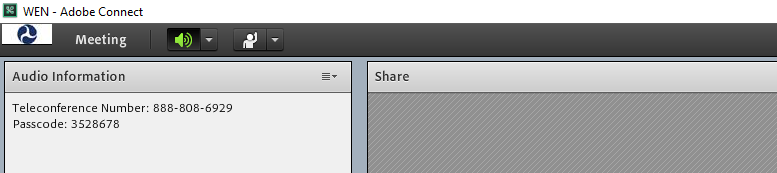 WEN - Adobe Connect
Meeting
Audio Information
Share
Teleconference Number: 888-808-6929
Passcode: 3528678